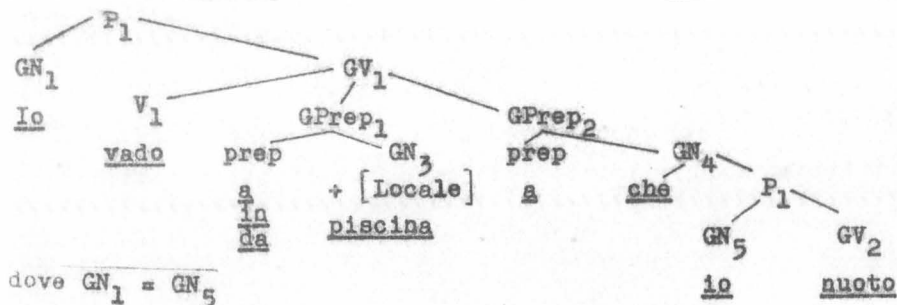 P1
GN1 GV1
Io V1 GPrep1 GPrep2
vado prep GN3 prep GN4
a + [Locale] a che P1
in piscina GN5 GV2
da io nuoto
dove GN1 = GN5